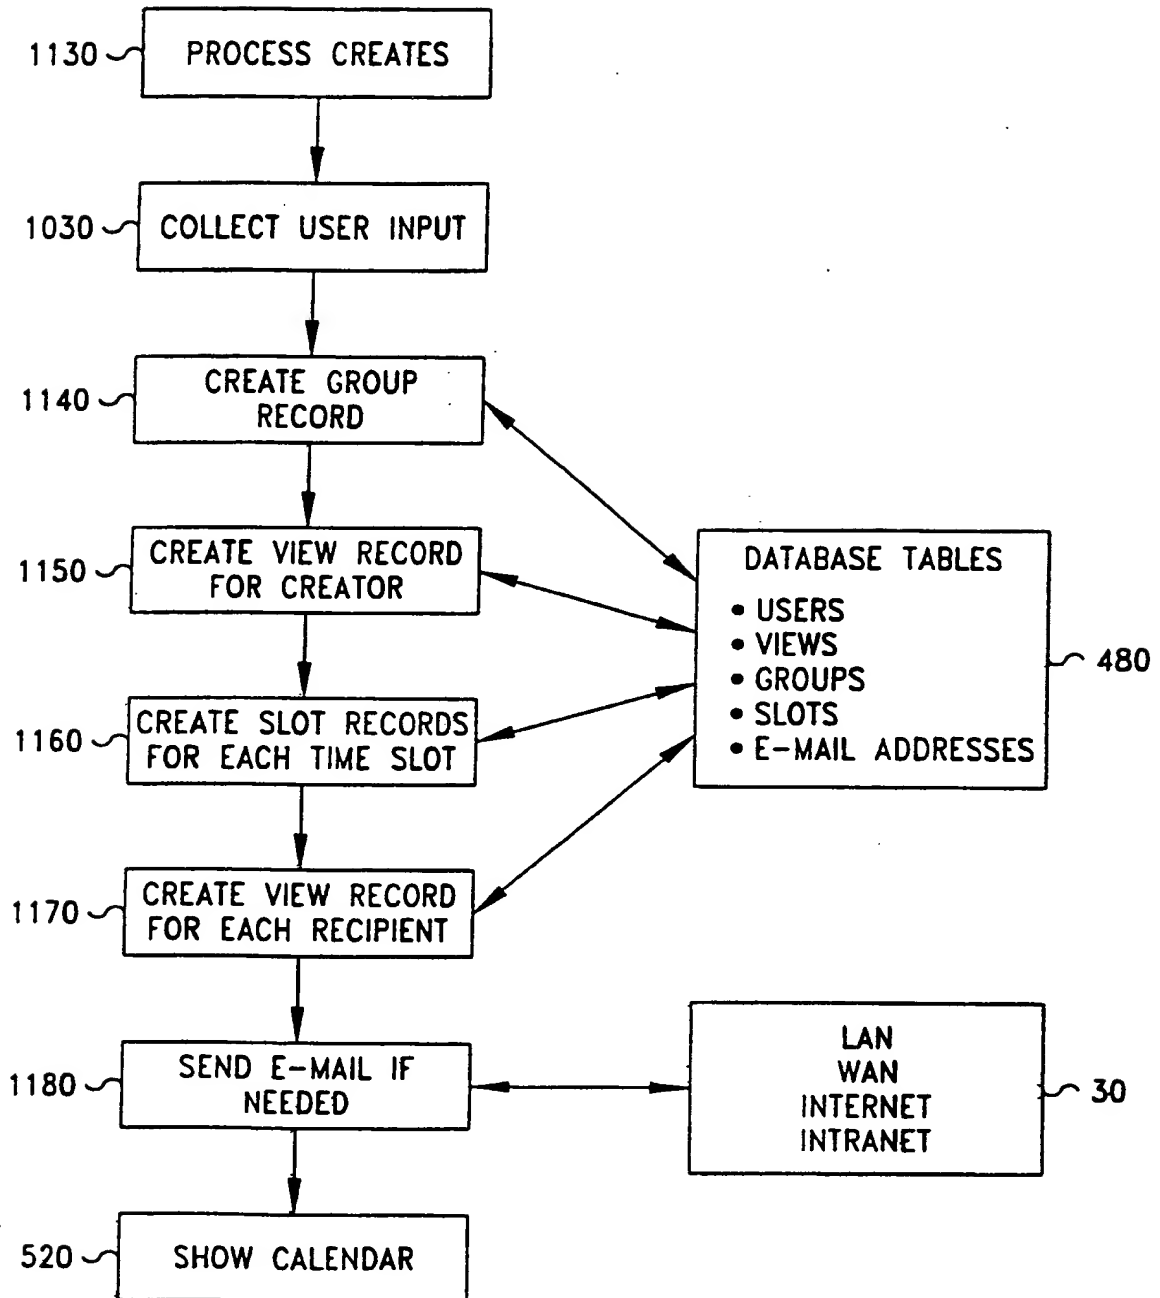 1130 PROCESS CREATES
1030 COLLECT USER INPUT
1140 CREATE GROUP
RECORD
1150 CREATE VIEW RECORD
FOR CREATOR
1160 CREATE SLOT RECORDS
FOR EACH TIME SLOT
1170 CREATE VIEW RECORD
FOR EACH RECIPIENT
1180 SEND E-MAIL IF
NEEDED
520 SHOW CALENDAR
DATABASE TABLES
• USERS
• VIEWS
• GROUPS
• SLOTS
• E-MAIL ADDRESSES
480
LAN
WAN
INTERNET
INTRANET
30